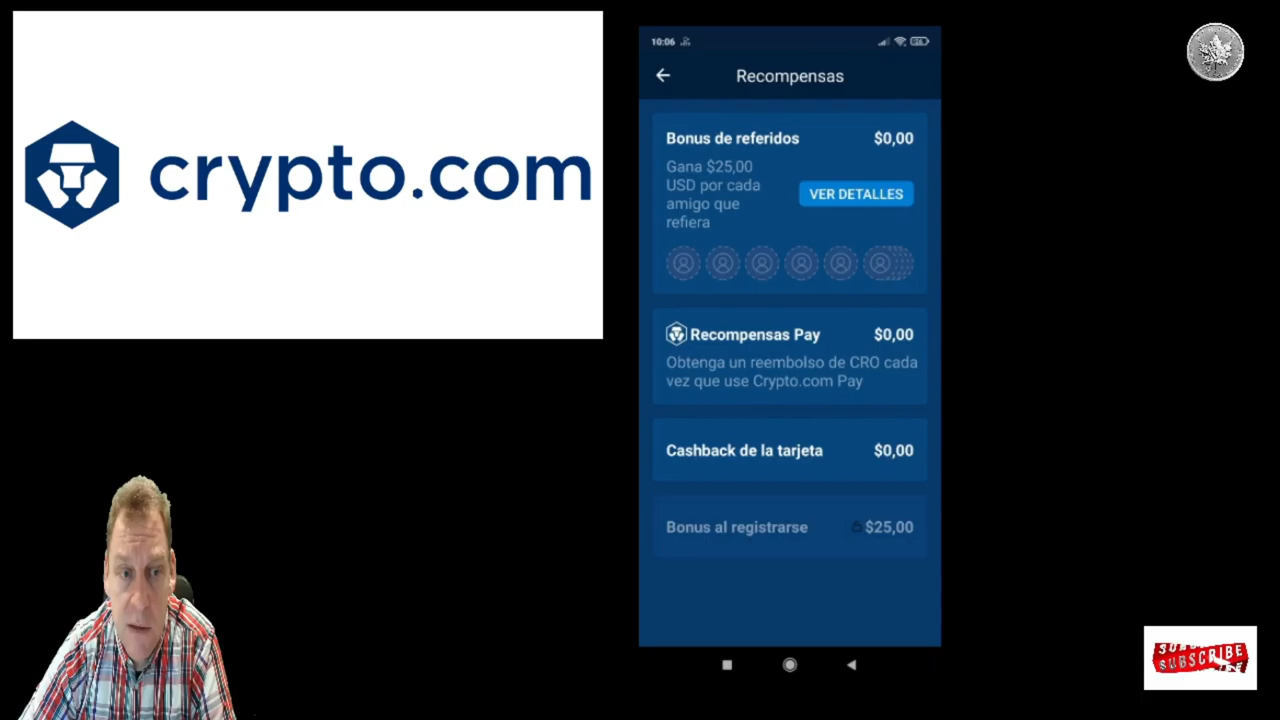 crypto.com
10:06
Recompensas
Bonus de referidos $0,00
Gana $25,00
USD por cada
amigo que
refiera
VER DETALLES
Recompensas Pay $0,00
Obtenga un reembolso de CRO cada
vez que use Crypto.com Pay
Cashback de la tarjeta $0,00
Bonus al registrarse $25,00
SUBSCRIBE